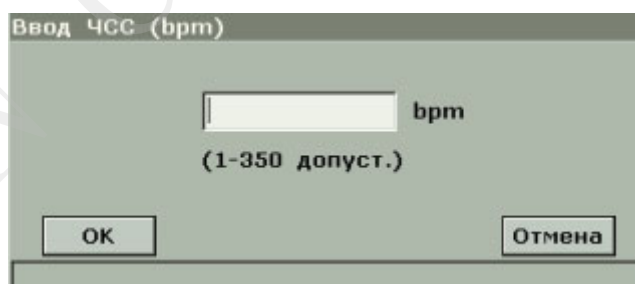 Ввод ЧСС (bpm)
bpm
(1-350 допуст.)
OK
Отмена